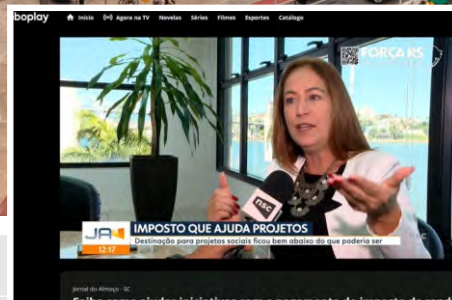 boplay
Início
Agora na TV
Novelas
Séries
Filmes
Esportes
Catálogo
FORÇA RS
nsc
JA
IMPOSTO QUE AJUDA PROJETOS
Destinação para projetos sociais ficou bem abaixo do que poderia ser
12:17
Jornal do Almoço - SC